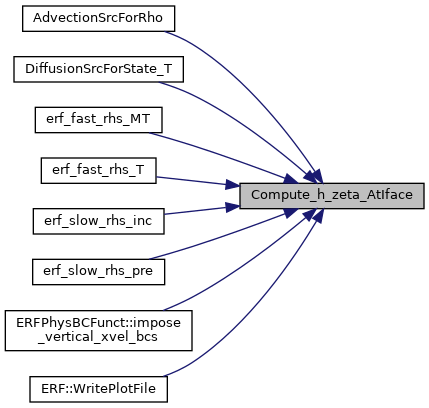 AdvectionSrcForRho
DiffusionSrcForState_T
erf_fast_rhs_MT
erf_fast_rhs_T
Compute_h_zeta_AtIface
erf_slow_rhs_inc
erf_slow_rhs_pre
ERFPhysBCFunct::impose
_vertical_xvel_bcs
ERF::WritePlotFile